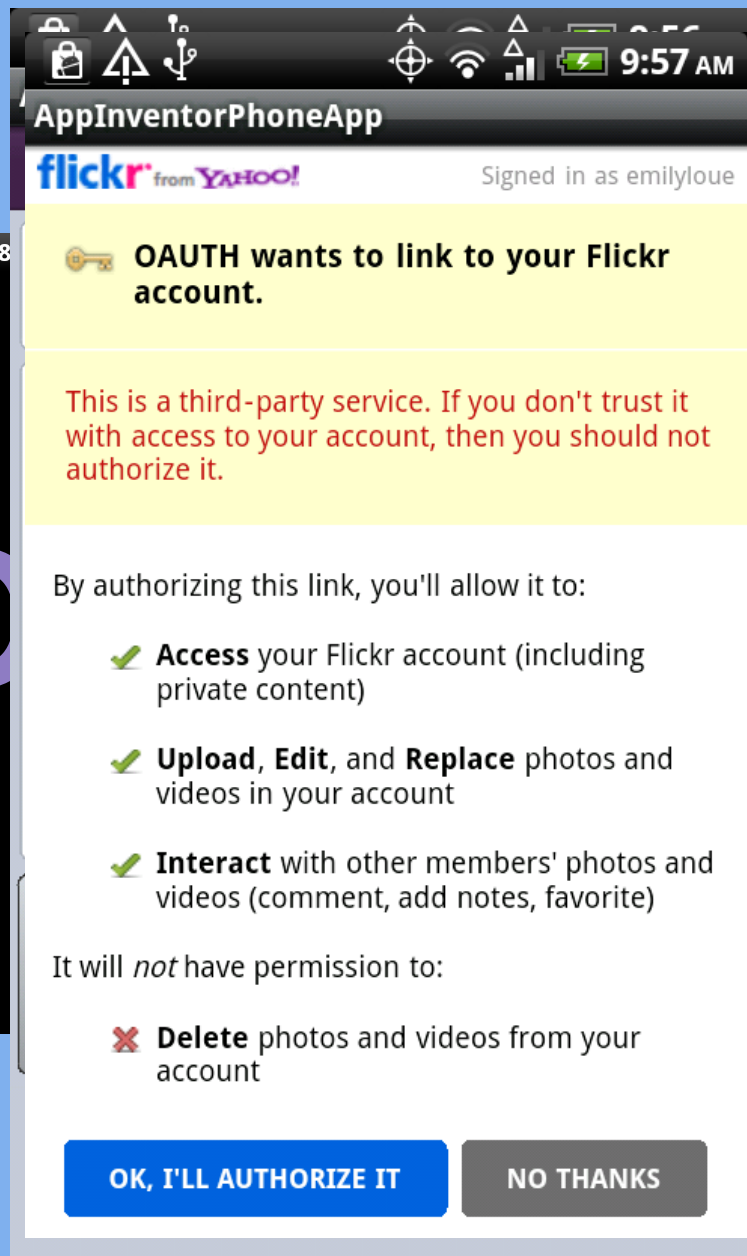 9:57 AM
AppInventorPhoneApp
flickr from YAHOO!
Signed in as emilyloue
OAUTH wants to link to your Flickr
account.
This is a third-party service. If you don't trust it
with access to your account, then you should not
authorize it.
By authorizing this link, you'll allow it to:
Access your Flickr account (including
private content)
Upload, Edit, and Replace photos and
videos in your account
Interact with other members' photos and
videos (comment, add notes, favorite)
It will not have permission to:
Delete photos and videos from your
account
OK, I'LL AUTHORIZE IT
NO THANKS